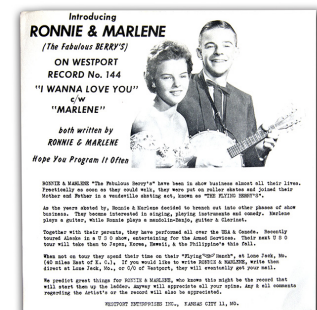 Introducing
RONNIE & MARLENE
(The Fabulous BERRY'S)
ON WESTPORT
RECORD No. 144
"I WANNA LOVE YOU"
c/w
"MARLENE"
both written by
RONNIE & MARLENE
Hope You Program It Often
RONNIE & MARLENE "The Fabulous Berry's" have been in show business almost all their lives.
Practically as soon as they could walk, they were put on roller skates and joined their
Mother and Father in a vaudeville skating act, known as "THE FLYING BERRY'S".
As the years skated by, Ronnie & Marlene decided to branch out into other phases of show
business. They became interested in singing, playing instruments and comedy. Marlene
plays a guitar, while Ronnie plays a mandolin-Banjo, guitar & Clarinet.
Together with their parents, they have performed all over the USA & Canada. Recently
toured Alaska in a U S O show, entertaining for the Armed Services. Their next U S O
tour will take them to Japan, Korea, Hawaii, & the Philippine's this fall.
When not on tour they spend their time on their "Flying Ranch", at Lone Jack, Mo.
(40 miles East of K. C.). If you would like to write RONNIE & MARLENE, write them
direct at Lone Jack, Mo., or C/O of Westport, they will eventually get your mail.
We predict great things for RONNIE & MARLENE, who knows this might be the record that
will start them up the ladder. Anyway will appreciate all your spins. Any & all comments
regarding the Artist's or the record will also be appreciated.
WESTPORT ENTERPRISES INC., KANSAS CITY 11, MO.